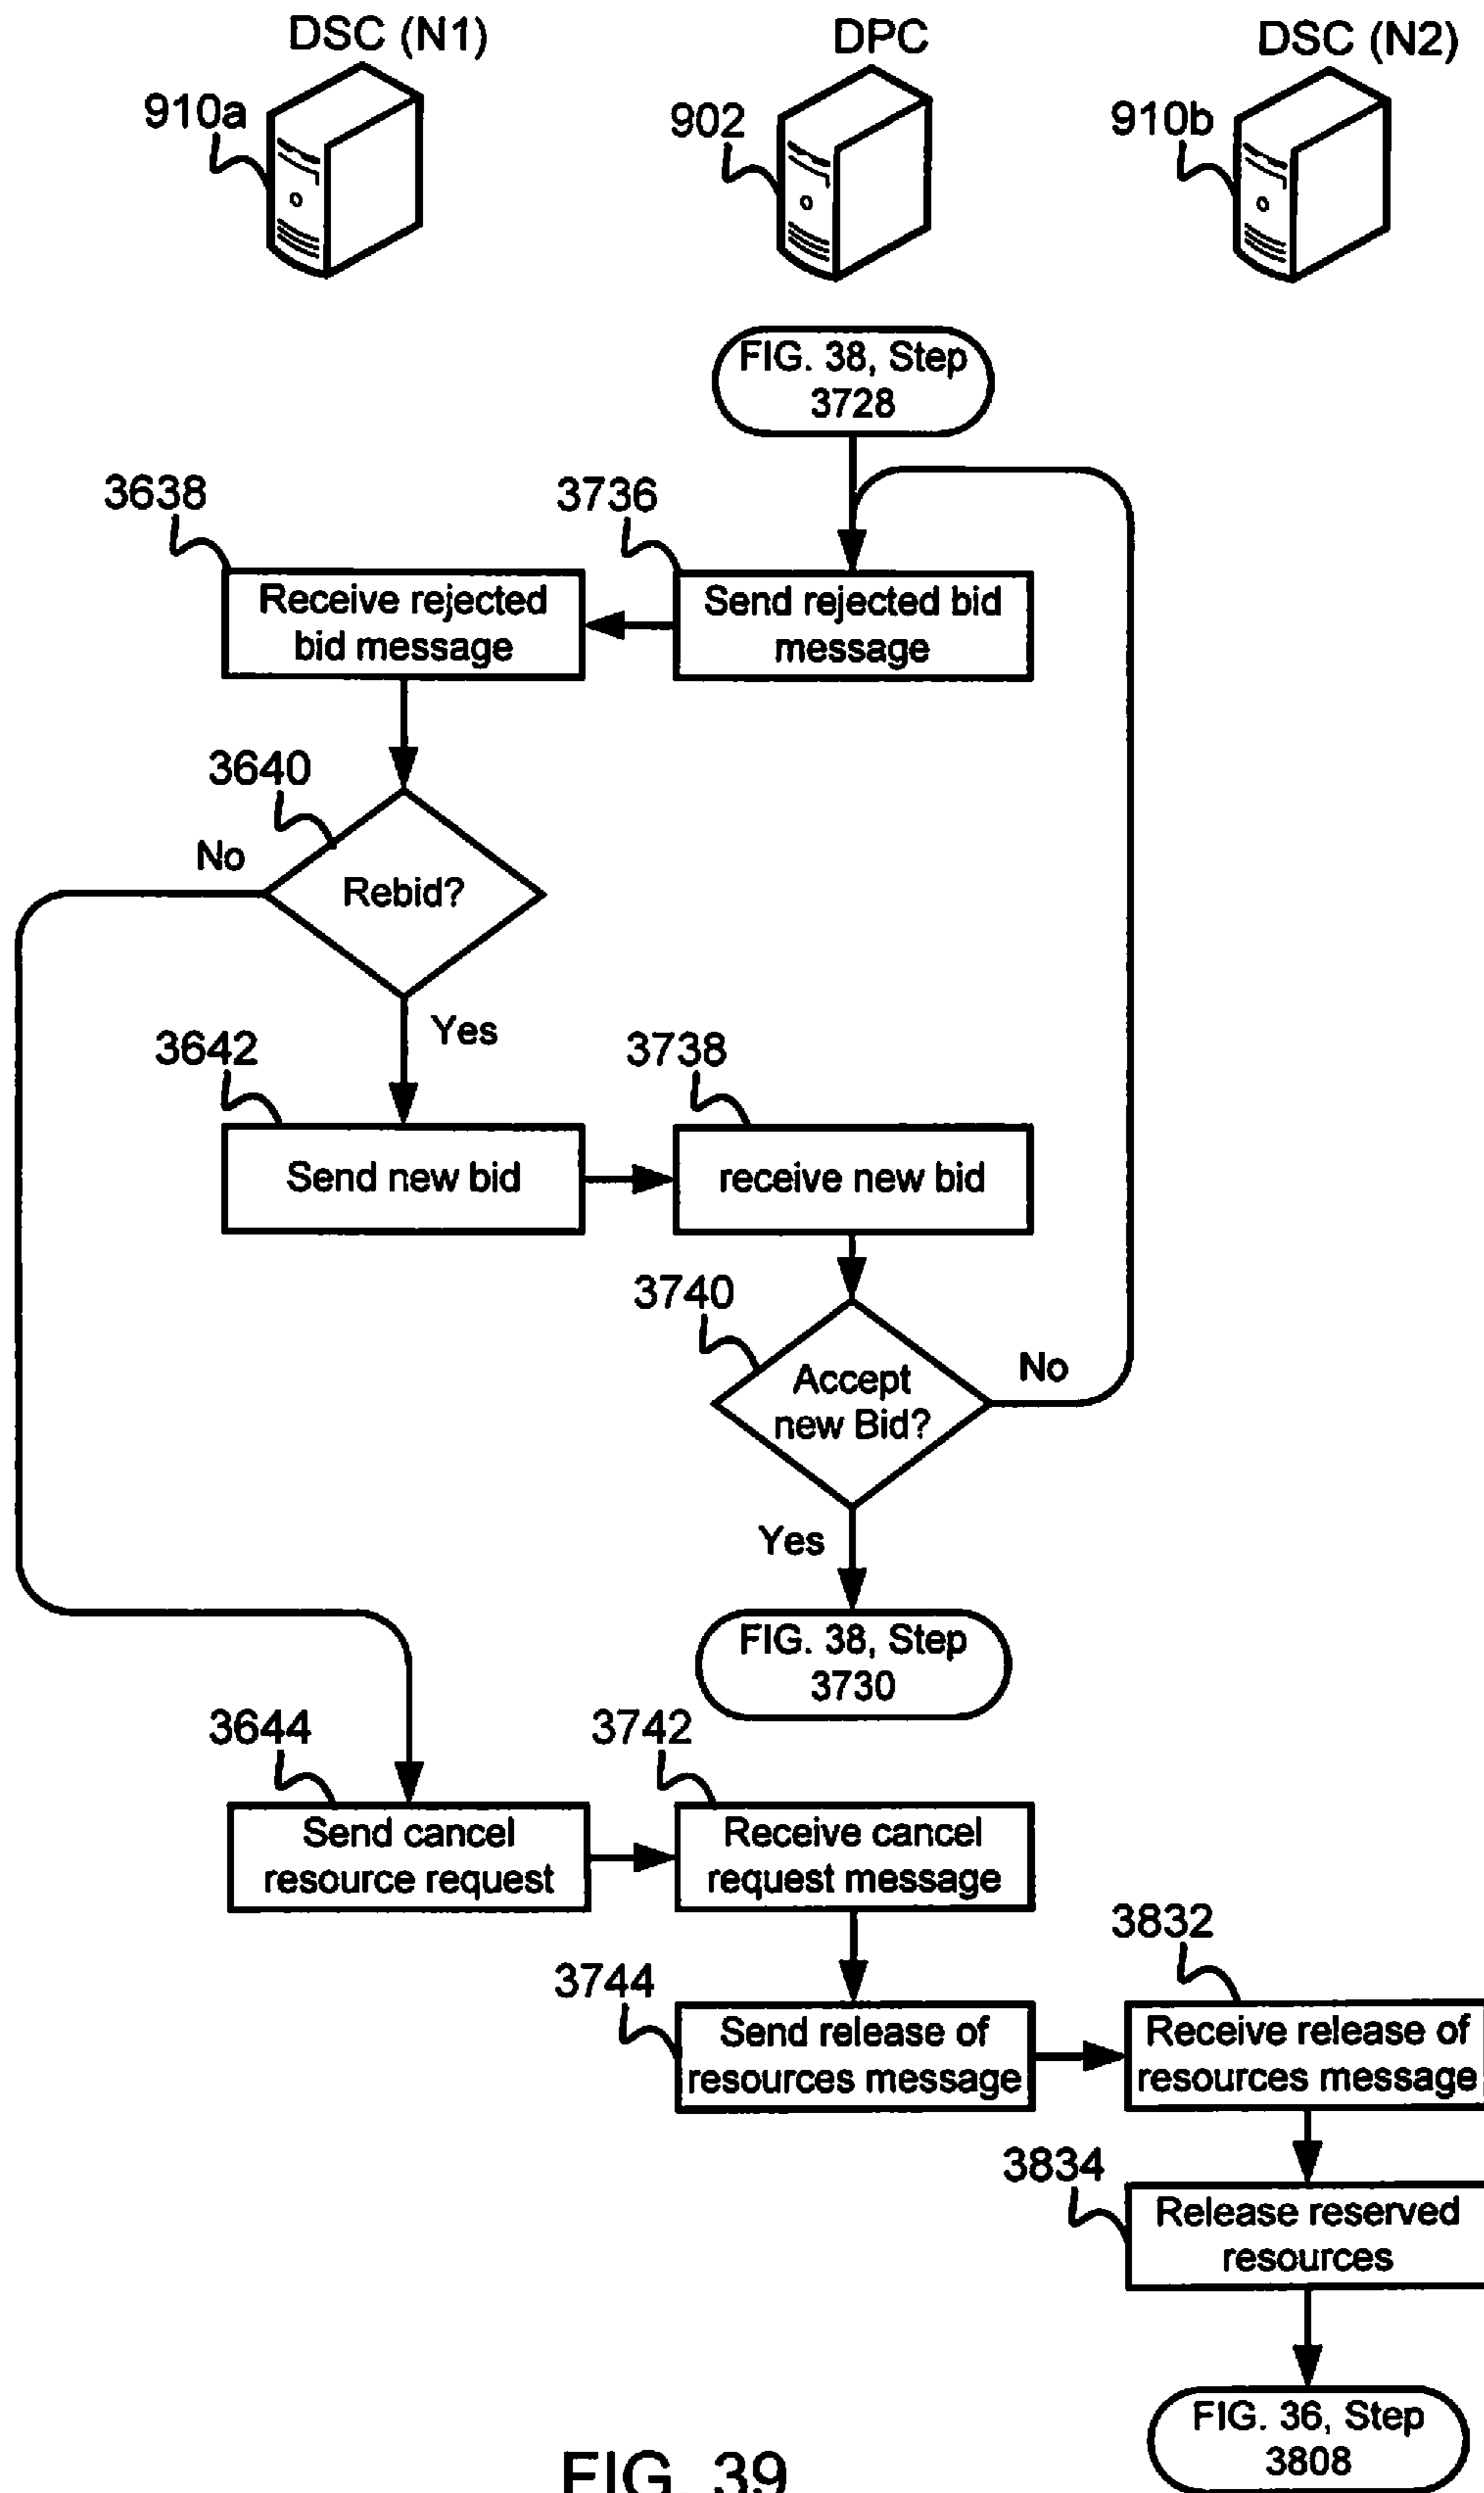 DSC (N1)
DPC
DSC (N2)
910a
902
910b
FIG. 38, Step
3728
3638
3736
Receive rejected
bid message
Send rejected bid
message
3640
No
Rebid?
Yes
3642
3738
Send new bid
receive new bid
3740
Accept
new Bid?
No
Yes
FIG. 38, Step
3730
3644
3742
Send cancel
resource request
Receive cancel
request message
3832
3744
Send release of
resources message
Receive release of
resources message
3834
Release reserved
resources
FIG. 36, Step
3808
FIG. 39